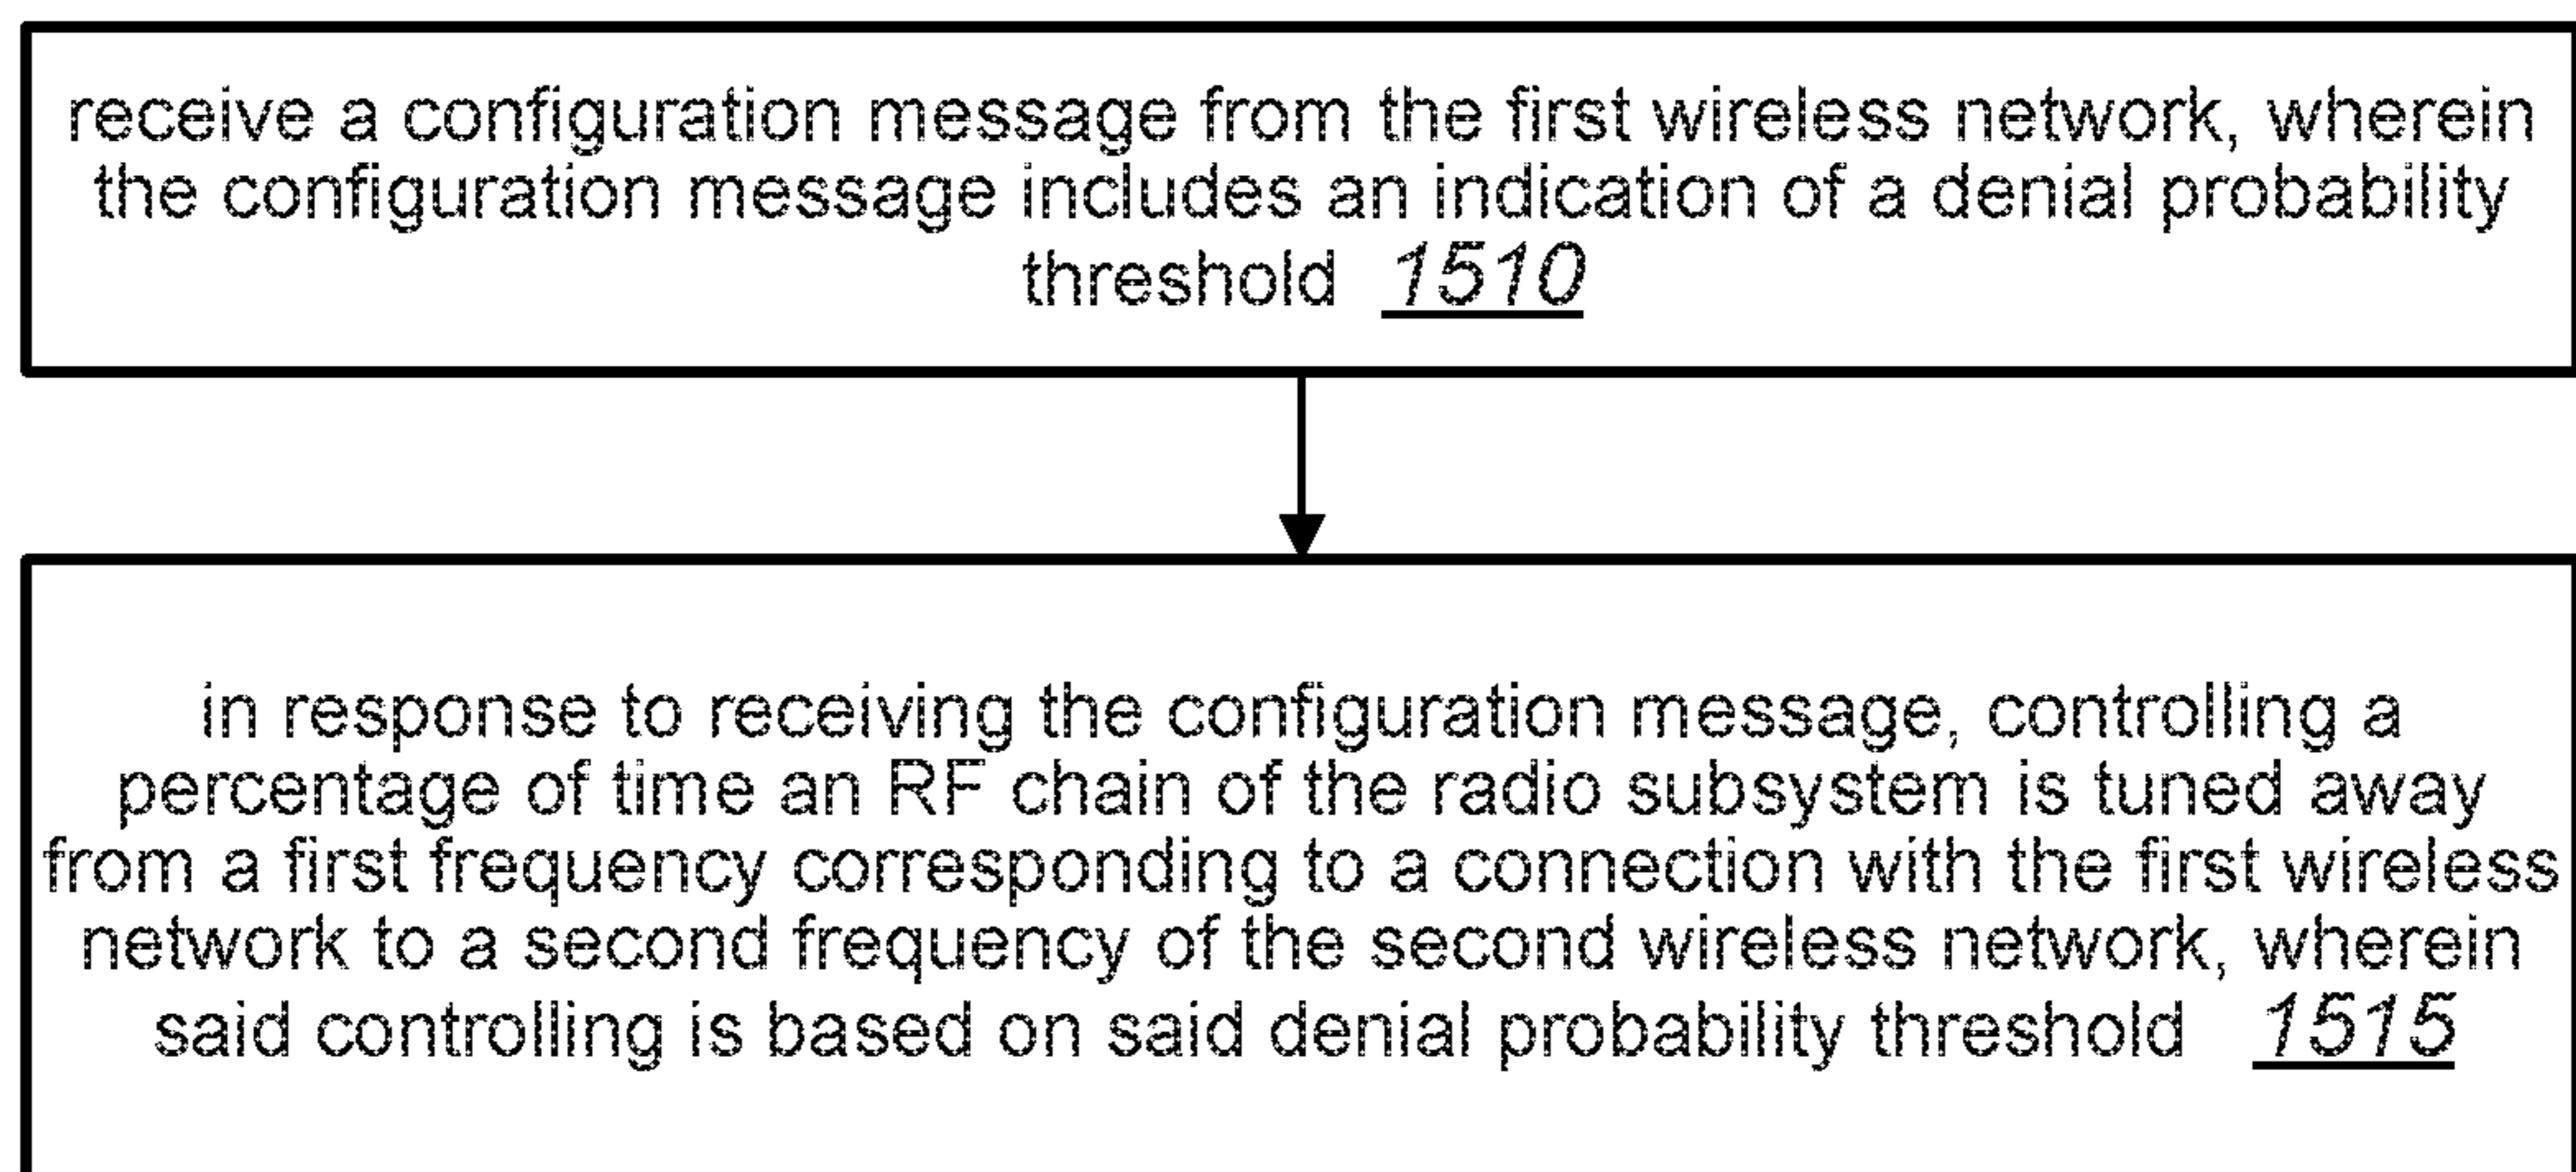 receive a configuration message from the first wireless network, wherein
the configuration message includes an indication of a denial probability
threshold 1510
in response to receiving the configuration message, controlling a
percentage of time an RF chain of the radio subsystem is tuned away
from a first frequency corresponding to a connection with the first wireless
network to a second frequency of the second wireless network, wherein
said controlling is based on said denial probability threshold 1515